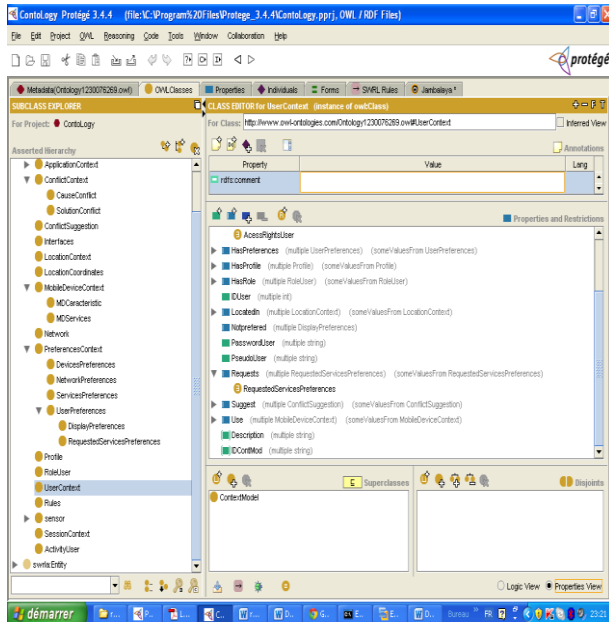 ContoLogy Protégé 3.4.4 (file:\C:\Program%20Files\Protege_3.4.4\ContoLogy.pprj, OWL / RDF Files)
File Edit Project OWL Reasoning Code Tools Window Collaboration Help
protégé
Metadata(Ontology1230076269.owl) OWLClasses Properties Individuals Forms SWRL Rules Jambalaya
SUBCLASS EXPLORER
CLASS EDITOR for UserContext (instance of owl:Class)
For Project: ContoLogy
For Class: http://www.owl-ontologies.com/Ontology1230076269.owl#UserContext
Inferred View
Asserted Hierarchy
Annotations
Property Value Lang
rdfs:comment
ApplicationContext
ConflictContext
CauseConflict
SolutionConflict
ConflictSuggestion
Interfaces
LocationContext
LocationCoordinates
MobileDeviceContext
MDCaracteristic
MDServices
Network
PreferencesContext
DevicesPreferences
NetworkPreferences
ServicesPreferences
UserPreferences
DisplayPreferences
RequestedServicesPreferences
Profile
RoleUser
UserContext
Rules
sensor
SessionContext
ActivityUser
swrla:Entity
Properties and Restrictions
AcessRightsUser
HasPreferences (multiple UserPreferences) (someValuesFrom UserPreferences)
HasProfile (multiple Profile) (someValuesFrom Profile)
HasRole (multiple RoleUser) (someValuesFrom RoleUser)
IDUser (multiple int)
LocatedIn (multiple LocationContext) (someValuesFrom LocationContext)
Notprefered (multiple DisplayPreferences)
PasswordUser (multiple string)
PseudoUser (multiple string)
Requests (multiple RequestedServicesPreferences) (someValuesFrom RequestedServicesPreferences)
RequestedServicesPreferences
Suggest (multiple ConflictSuggestion) (someValuesFrom ConflictSuggestion)
Use (multiple MobileDeviceContext) (someValuesFrom MobileDeviceContext)
Description (multiple string)
IDContMod (multiple string)
Superclasses
Disjoints
ContextModel
Logic View Properties View
démarrer
r... P... L... C... r... D... G... E... E... D... Bureau FR 23:23